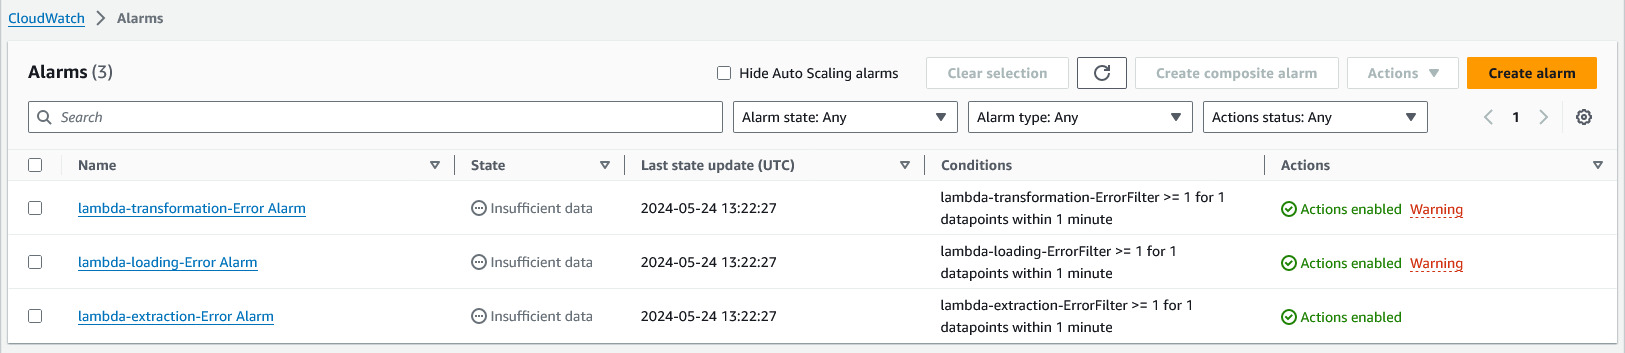 CloudWatch > Alarms
Alarms (3)
Hide Auto Scaling alarms
Clear selection
Create composite alarm
Actions
Create alarm
Search
Alarm state: Any
Alarm type: Any
Actions status: Any
1
Name State Last state update (UTC) Conditions Actions
lambda-transformation-Error Alarm Insufficient data 2024-05-24 13:22:27 lambda-transformation-ErrorFilter >= 1 for 1
datapoints within 1 minute
Actions enabled Warning
lambda-loading-Error Alarm Insufficient data 2024-05-24 13:22:27 lambda-loading-ErrorFilter >= 1 for 1
datapoints within 1 minute
Actions enabled Warning
lambda-extraction-Error Alarm Insufficient data 2024-05-24 13:22:27 lambda-extraction-ErrorFilter >= 1 for 1
datapoints within 1 minute
Actions enabled